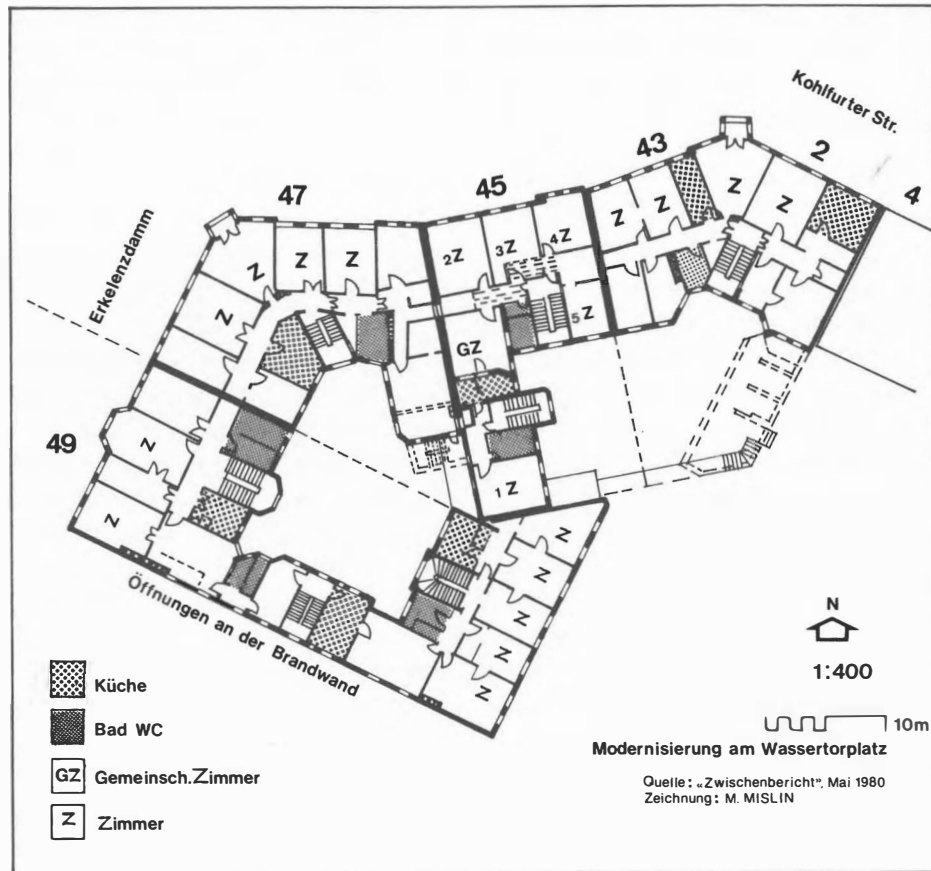 Kohlfurter Str.
2
4
43
45
47
Erkelenzdamm
49
Z
Z
Z
Z
2Z
3Z
4Z
Z
Z
Z
5Z
Z
GZ
Z
1Z
Z
Z
Z
Z
Z
Z
Öffnungen an der Brandwand
N
1:400
10m
Küche
Bad WC
GZ Gemeinsch.Zimmer
Z Zimmer
Modernisierung am Wassertorplatz
Quelle: «Zwischenbericht", Mai 1980
Zeichnung: M. MISLIN